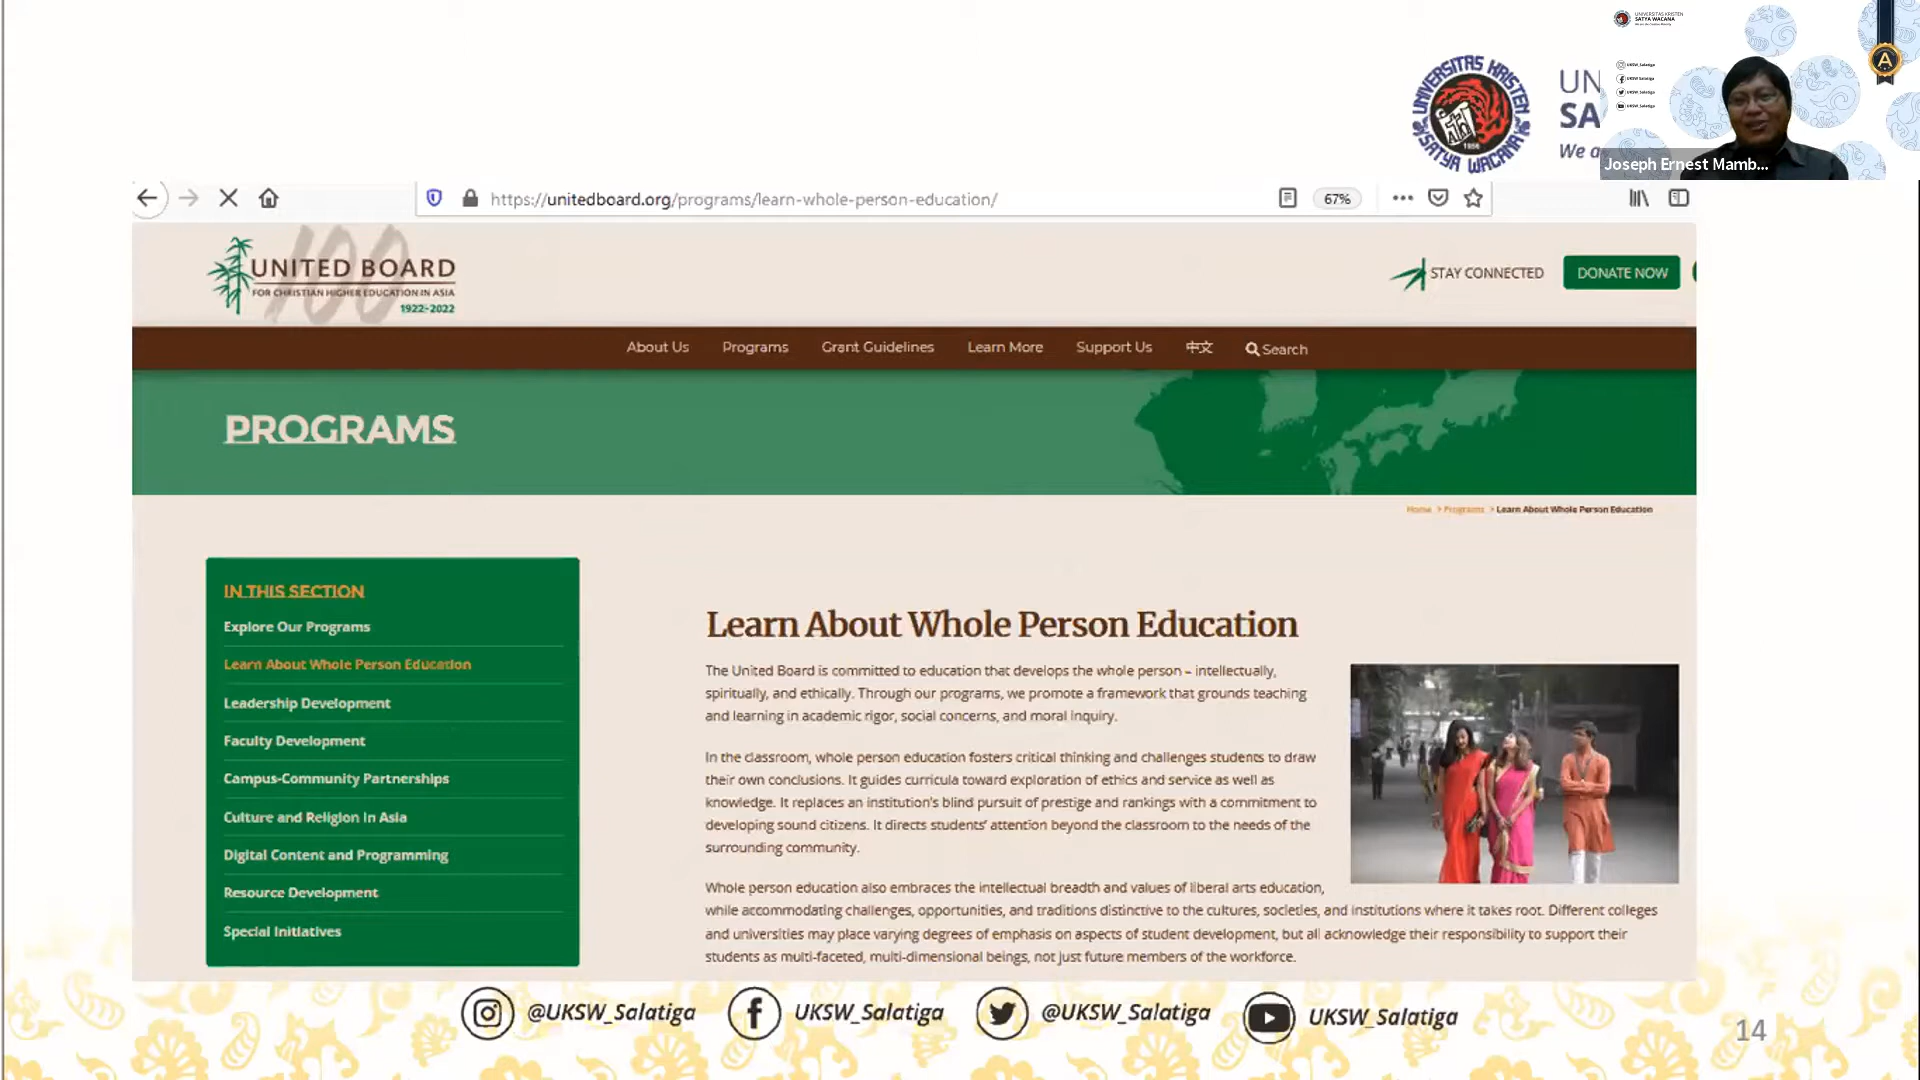 UNIVERSITAS KRISTEN
SATYA WACANA
UKSW_Salatiga
UKSW Salatiga
UKSW_Salatiga
UKSW_Salatiga
A
UNIVERSITAS KRISTEN
SATYA WACANA
1956
UN
SA
We a
Joseph Ernest Mamb...
https://unitedboard.org/programs/learn-whole-person-education/
67%
100
UNITED BOARD
FOR CHRISTIAN HIGHER EDUCATION IN ASIA
1922-2022
STAY CONNECTED
DONATE NOW
About Us
Programs
Grant Guidelines
Learn More
Support Us
中文
Search
PROGRAMS
Home > Programs > Learn About Whole Person Education
IN THIS SECTION
Explore Our Programs
Learn About Whole Person Education
Leadership Development
Faculty Development
Campus-Community Partnerships
Culture and Religion in Asia
Digital Content and Programming
Resource Development
Special Initiatives
Learn About Whole Person Education
The United Board is committed to education that develops the whole person – intellectually,
spiritually, and ethically. Through our programs, we promote a framework that grounds teaching
and learning in academic rigor, social concerns, and moral inquiry.
In the classroom, whole person education fosters critical thinking and challenges students to draw
their own conclusions. It guides curricula toward exploration of ethics and service as well as
knowledge. It replaces an institution's blind pursuit of prestige and rankings with a commitment to
developing sound citizens. It directs students' attention beyond the classroom to the needs of the
surrounding community.
Whole person education also embraces the intellectual breadth and values of liberal arts education,
while accommodating challenges, opportunities, and traditions distinctive to the cultures, societies, and institutions where it takes root. Different colleges
and universities may place varying degrees of emphasis on aspects of student development, but all acknowledge their responsibility to support their
students as multi-faceted, multi-dimensional beings, not just future members of the workforce.
@UKSW_Salatiga
UKSW_Salatiga
@UKSW_Salatiga
UKSW_Salatiga
14